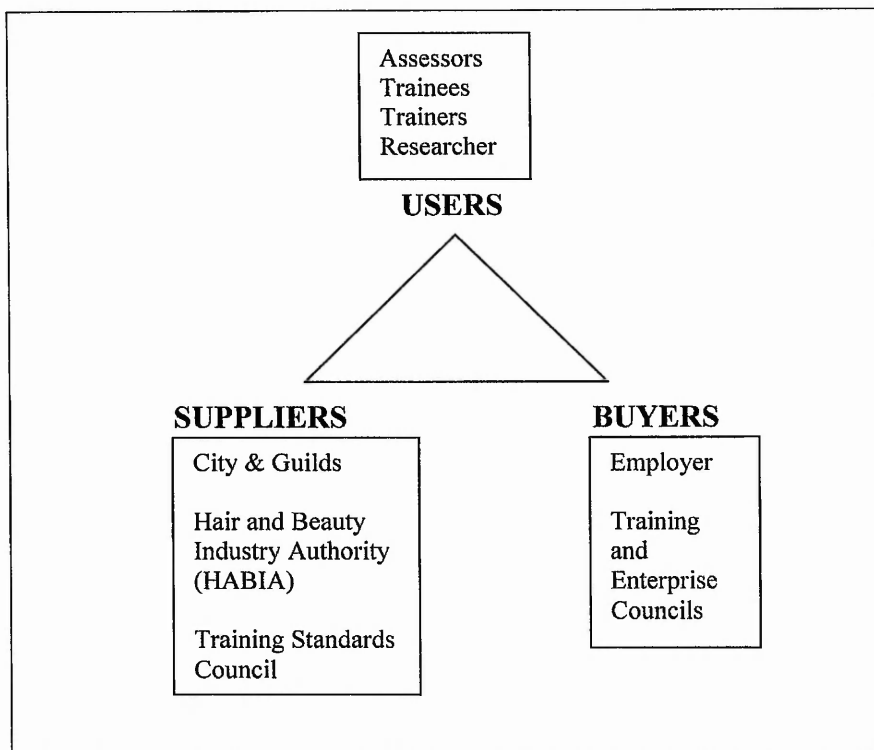 Assessors
Trainees
Trainers
Researcher
USERS
SUPPLIERS
City & Guilds
Hair and Beauty
Industry Authority
(HABIA)
Training Standards
Council
BUYERS
Employer
Training
and
Enterprise
Councils